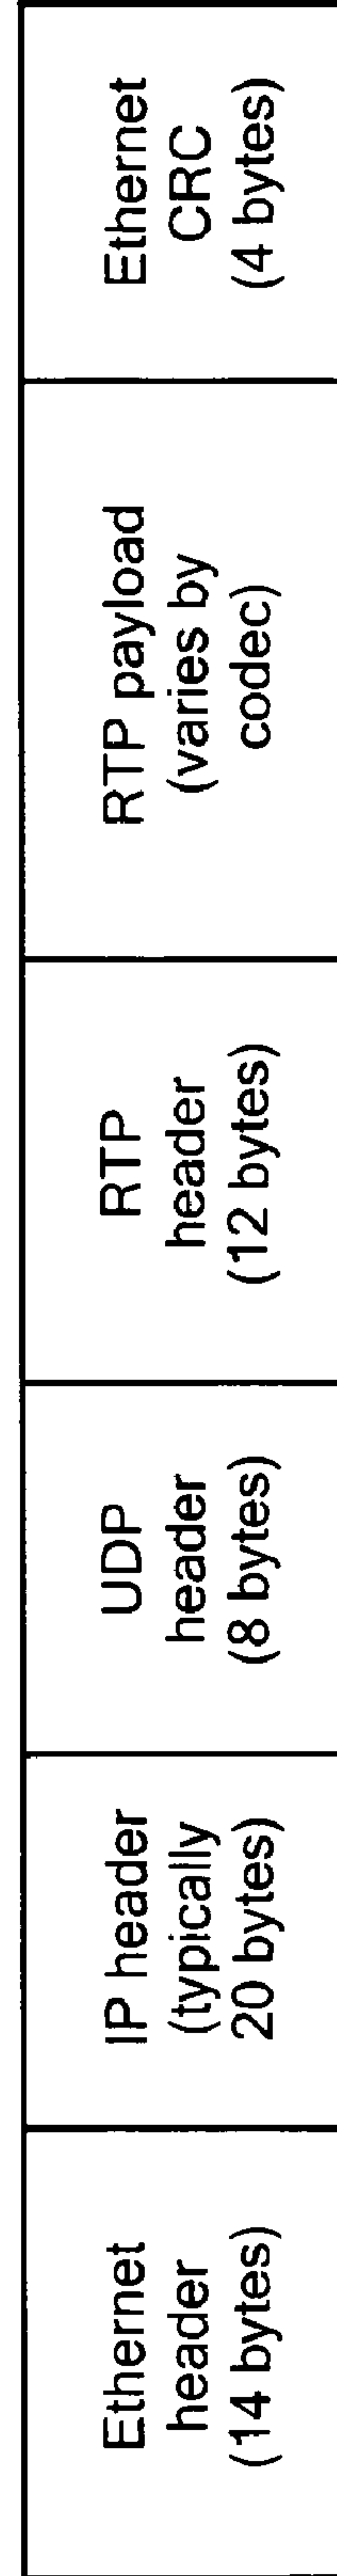 Ethernet
header
(14 bytes)
IP header
(typically
20 bytes)
UDP
header
(8 bytes)
RTP
header
(12 bytes)
RTP payload
(varies by
codec)
Ethernet
CRC
(4 bytes)